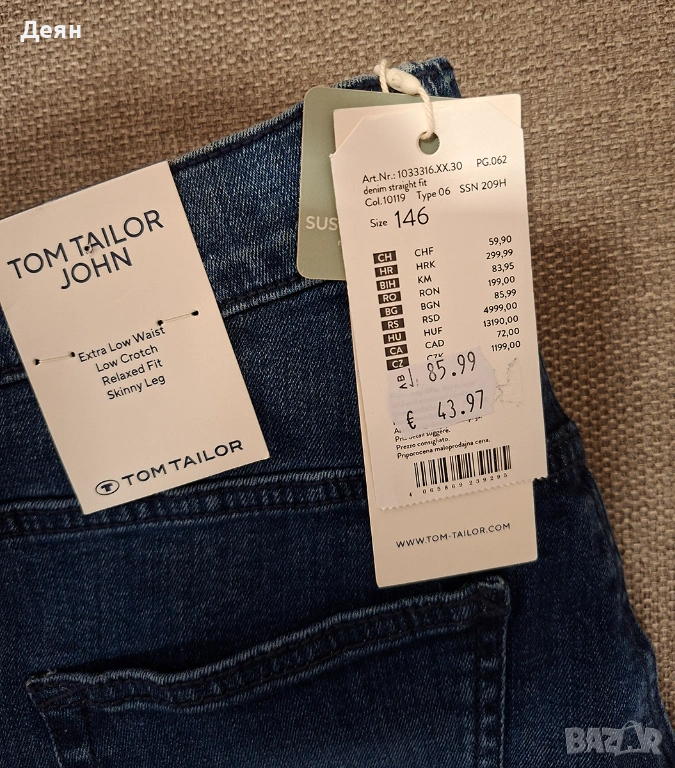 Деян
TOM TAILOR
JOHN
Extra Low Waist
Low Crotch
Relaxed Fit
Skinny Leg
TOM TAILOR
SUS
Art.Nr.: 1033316.XX.30 PG.062
denim straight fit
Col.10119 Type 06 SSN 209H
Size 146
CH CHF 59,90
HR HRK 299,99
BIH KM 83,95
RO RON 199,00
BG BGN 85,99
RS RSD 4999,00
HU HUF 13190,00
CA CAD 72,00
CZ CZK 1199,00
85.99
€ 43.97
Prezzo consigliato.
Priporočena maloprodajna cena.
WWW.TOM-TAILOR.COM
BAZAR